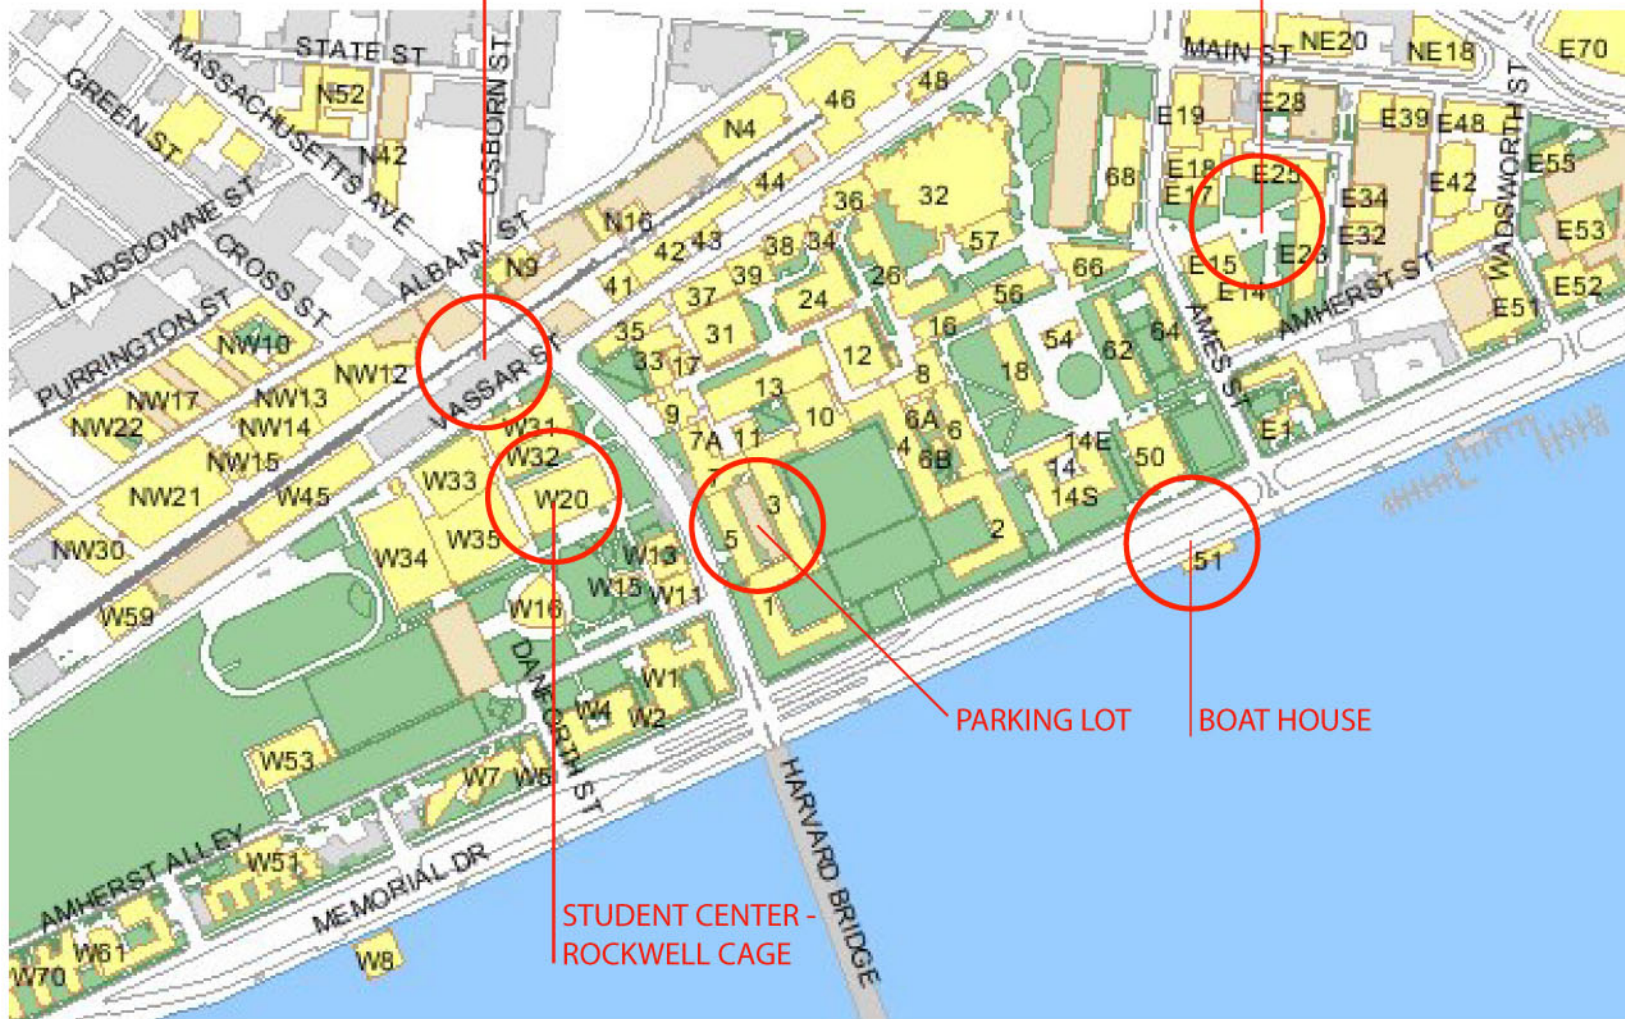 STATE ST
MASSACHUSETTS AVE
GREEN ST
OSBORN ST
MAIN ST
NE20
NE18
E70
N52
N42
N4
46
48
E19
E28
E39
E48
WADSWORTH ST
LANDSDOWNE ST
CROSS ST
ALBANY ST
N16
N9
44
42
43
41
36
32
68
57
E18
E17
E25
E34
E42
E55
E32
E53
E23
E15
E14
E52
E51
AMHERST ST
38
34
39
37
26
24
66
56
16
PURRINGTON ST
NW10
NW12
NW17
NW13
NW22
NW14
NW15
NW21
VASSAR ST
35
33
31
17
12
54
64
62
18
AMES ST
8
13
10
9
11
7A
7
6A
6
4
6B
14E
14
14S
50
E1
W31
W32
W33
W20
W45
NW30
W34
W35
W59
3
5
2
51
W13
W15
W16
W11
1
DANFORTH ST
W1
W4
W2
PARKING LOT
BOAT HOUSE
W53
W7
W5
HARVARD BRIDGE
AMHERST ALLEY
W51
MEMORIAL DR
STUDENT CENTER -
ROCKWELL CAGE
W61
W70
W8